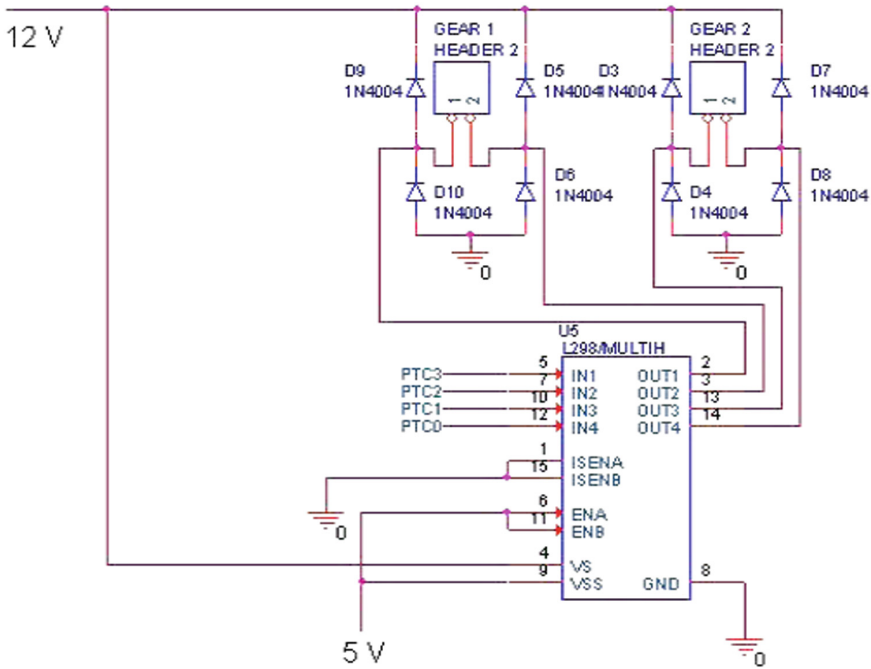 12 V
GEAR 1
HEADER 2
GEAR 2
HEADER 2
D9
1N4004
D5
1N4004
D3
1N4004
D7
1N4004
1
2
1
2
D10
1N4004
D6
1N4004
D4
1N4004
D8
1N4004
0
0
U5
L298/MULTIH
PTC3
5
IN1
OUT1
2
PTC2
7
IN2
OUT2
3
PTC1
10
IN3
OUT3
13
PTC0
12
IN4
OUT4
14
1
ISENA
15
ISENB
0
6
ENA
11
ENB
4
VS
9
VSS
GND
8
5 V
0